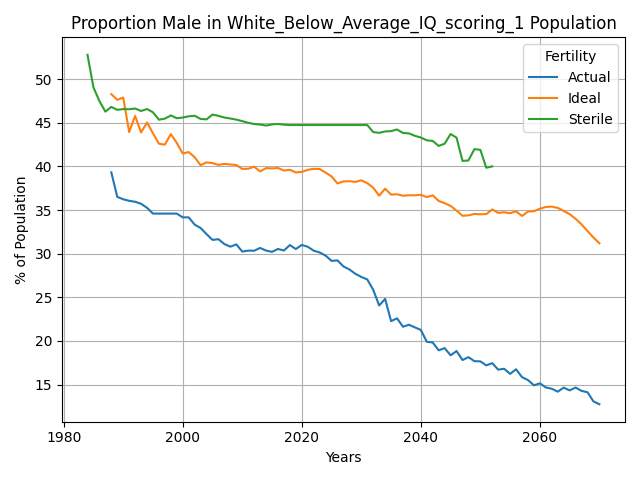 Proportion Male in White_Below_Average_IQ_scoring_1 Population
Fertility
Actual
Ideal
Sterile
% of Population
50
45
40
35
30
25
20
15
1980
2000
2020
2040
2060
Years